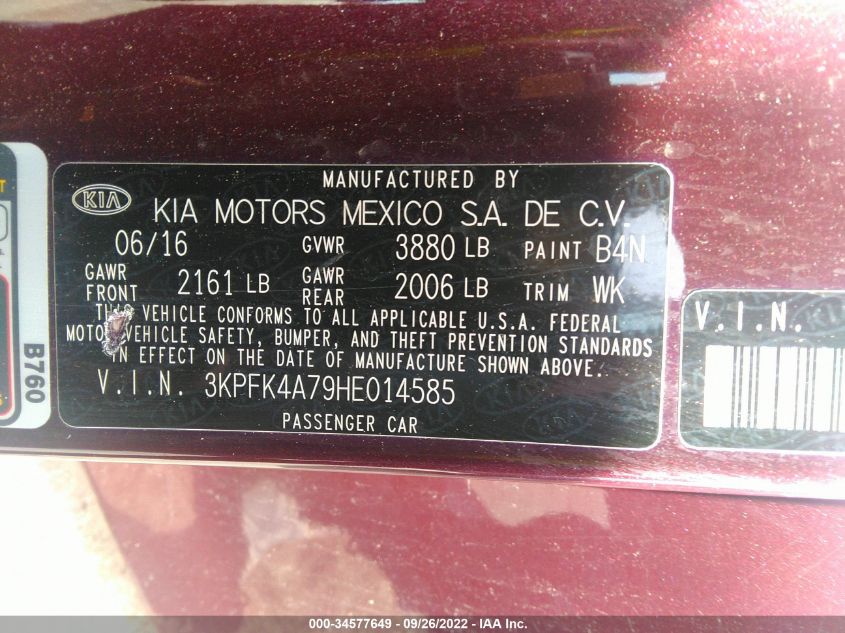 MANUFACTURED BY
KIA KIA MOTORS MEXICO S.A. DE C.V.
06/16 GVWR 3880 LB PAINT B4N
GAWR FRONT 2161 LB GAWR REAR 2006 LB TRIM WK
THIS VEHICLE CONFORMS TO ALL APPLICABLE U.S.A. FEDERAL
MOTOR VEHICLE SAFETY, BUMPER, AND THEFT PREVENTION STANDARDS
IN EFFECT ON THE DATE OF MANUFACTURE SHOWN ABOVE.
V.I.N. 3KPFK4A79HE014585
PASSENGER CAR
B760
V.I.N.
000-34577649 - 09/26/2022 - IAA Inc.